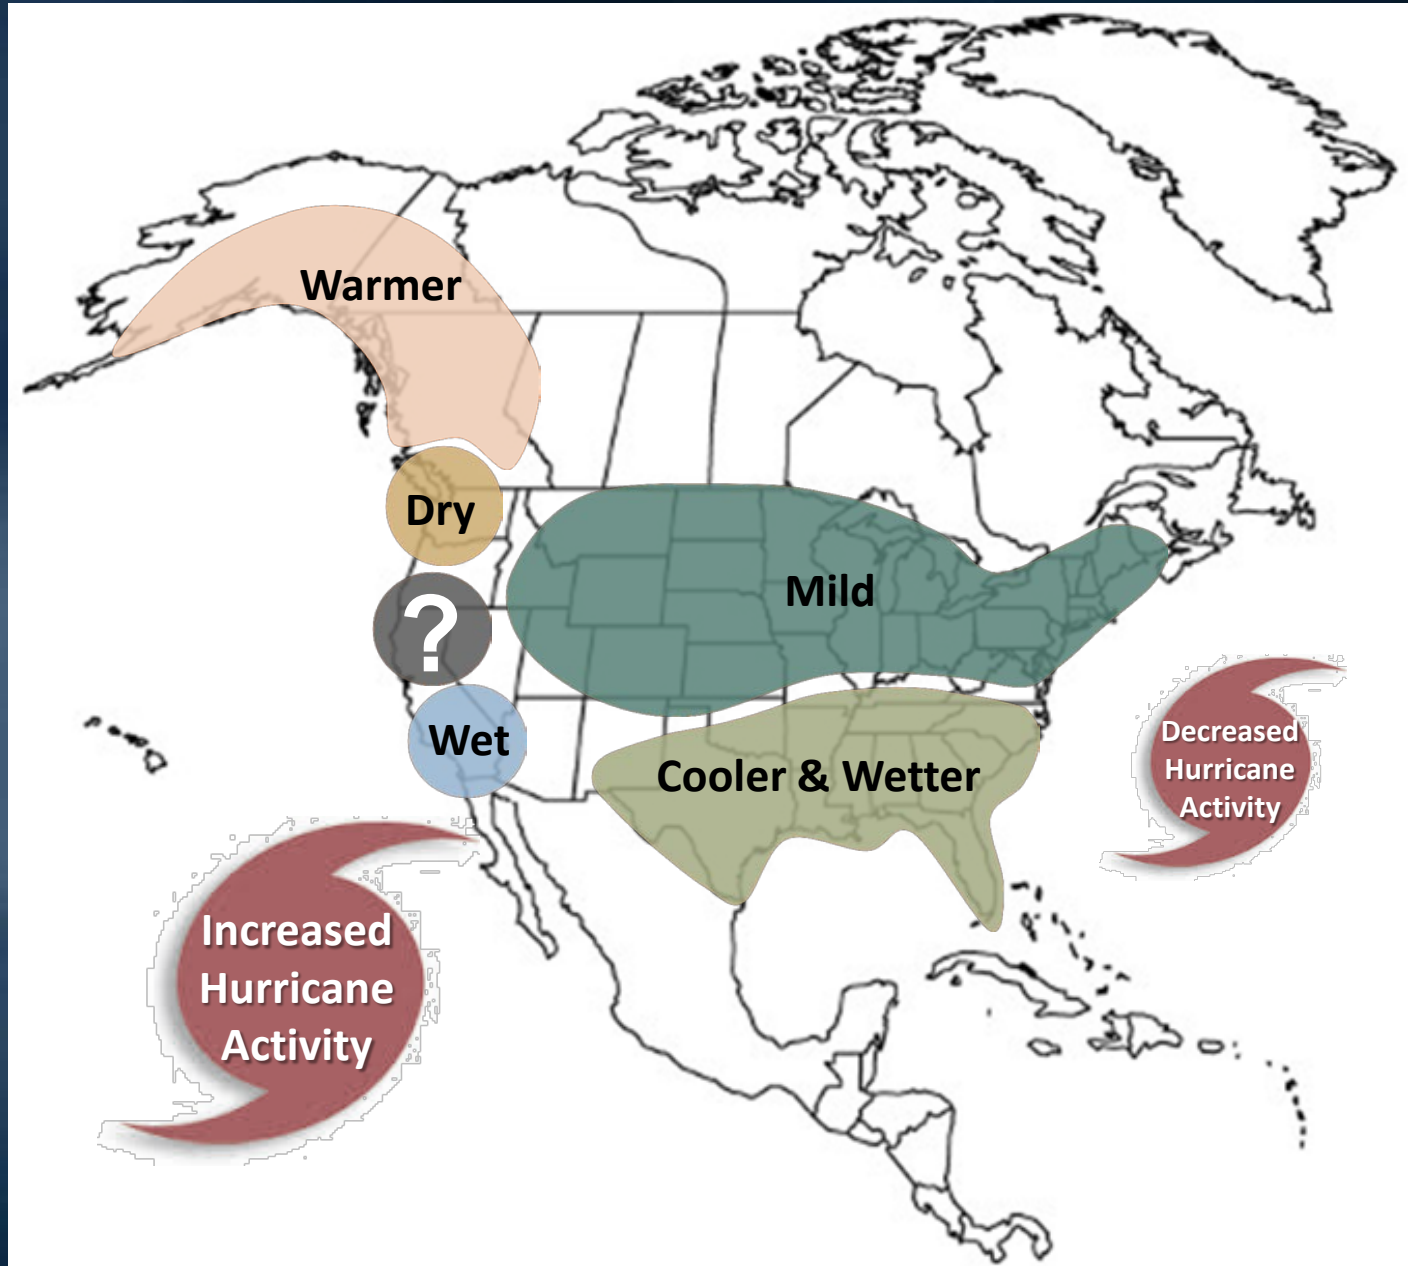 Warmer
Dry
Mild
?
Decreased
Hurricane
Activity
Wet
Cooler & Wetter
Increased
Hurricane
Activity